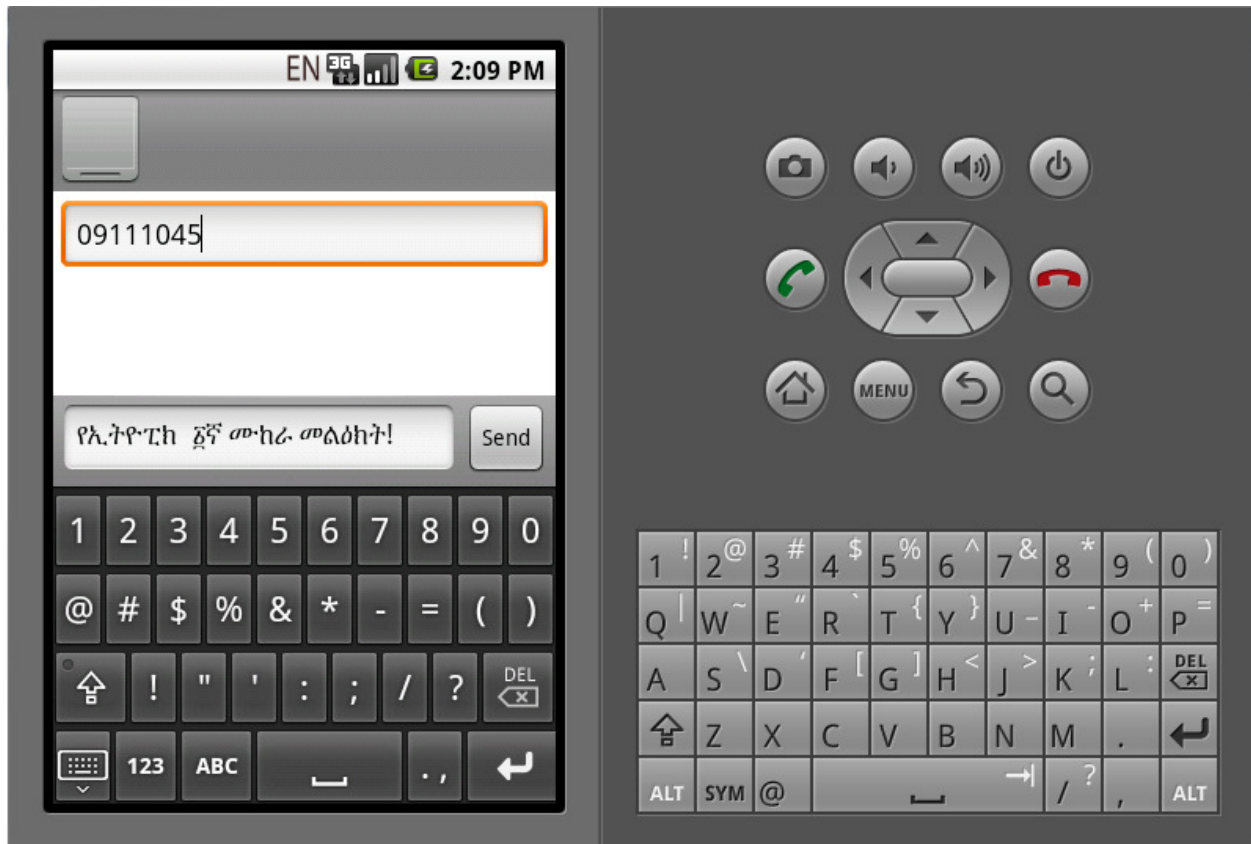 EN 3G 2:09 PM
09111045
የኢትዮፒክ ፩ኛ ሙከራ መልዕክት!
Send
1 2 3 4 5 6 7 8 9 0
@ # $ % & * - = ( )
! " ' : ; / ? DEL
123 ABC . ,
MENU
1 ! 2 @ 3 # 4 $ 5 % 6 ^ 7 & 8 * 9 ( 0 )
Q | W ~ E " R ` T { Y } U _ I - O + P =
A S \ D ' F [ G ] H < J > K ; L : DEL
Z X C V B N M .
ALT SYM @ / ? , ALT